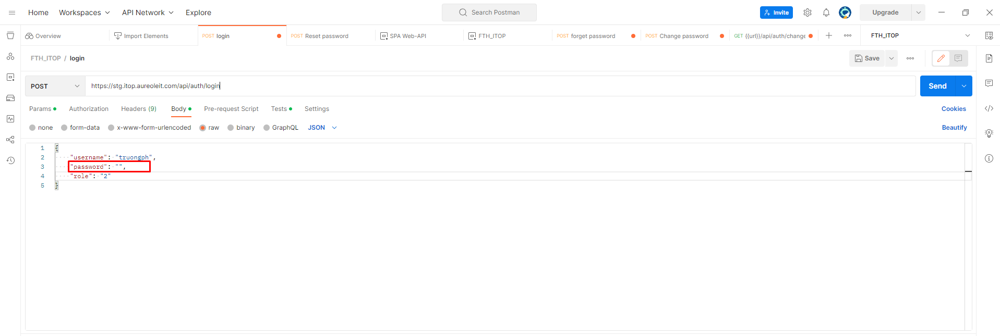 Home Workspaces API Network Explore Search Postman Invite Upgrade
Overview Import Elements POST login POST Reset password SPA Web-API FTH_ITOP POST forget password POST Change password GET {{url}}/api/auth/change FTH_ITOP
FTH_ITOP / login Save
POST https://stg.itop.aureoleit.com/api/auth/login Send
Params Authorization Headers (9) Body Pre-request Script Tests Settings Cookies
none form-data x-www-form-urlencoded raw binary GraphQL JSON Beautify
1 {
2 "username": "truongph",
3 "password": "",
4 "role": "2"
5 }